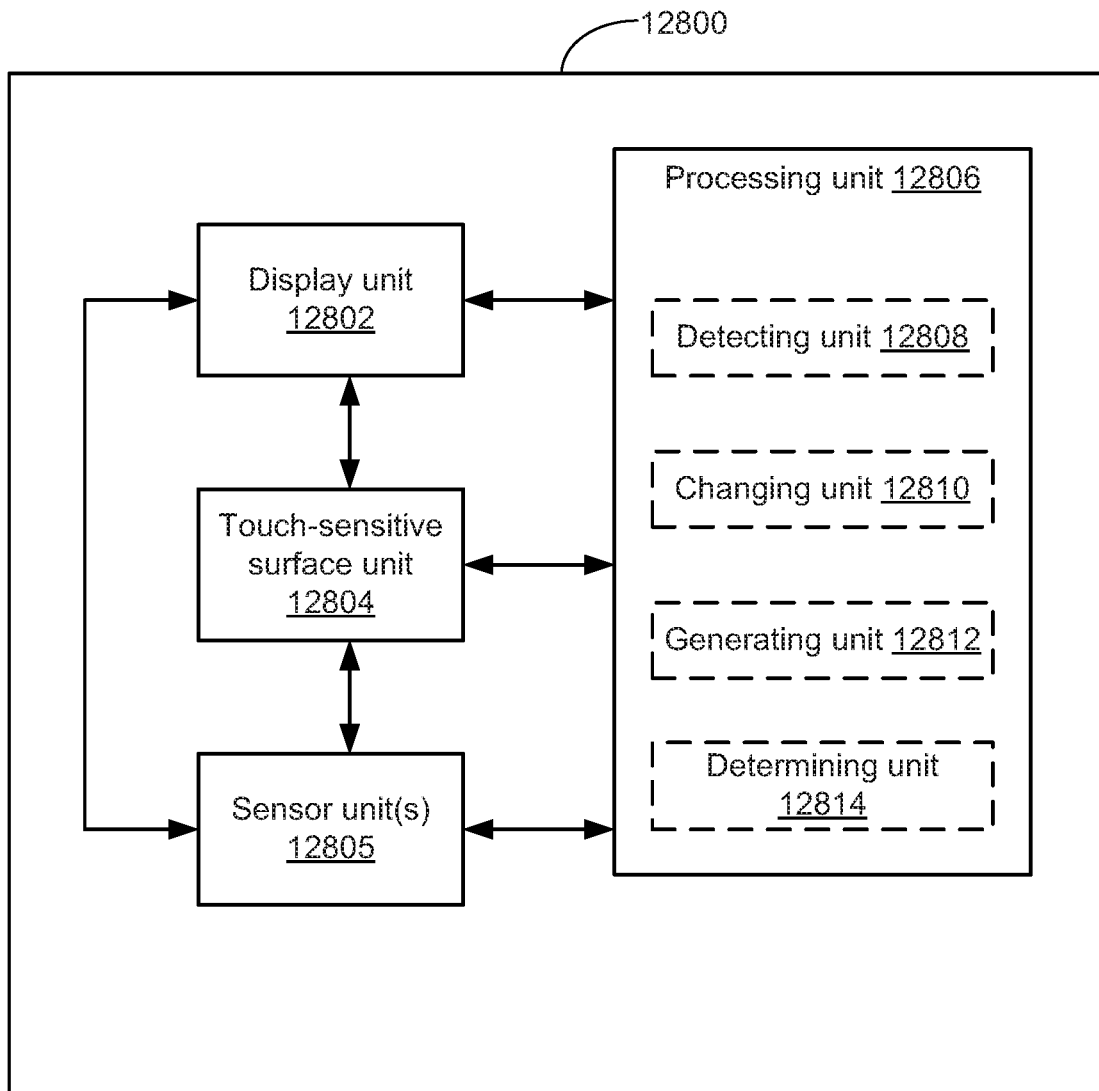 12800
Processing unit 12806
Display unit
12802
Detecting unit 12808
Changing unit 12810
Touch-sensitive
surface unit
12804
Generating unit 12812
Determining unit
12814
Sensor unit(s)
12805